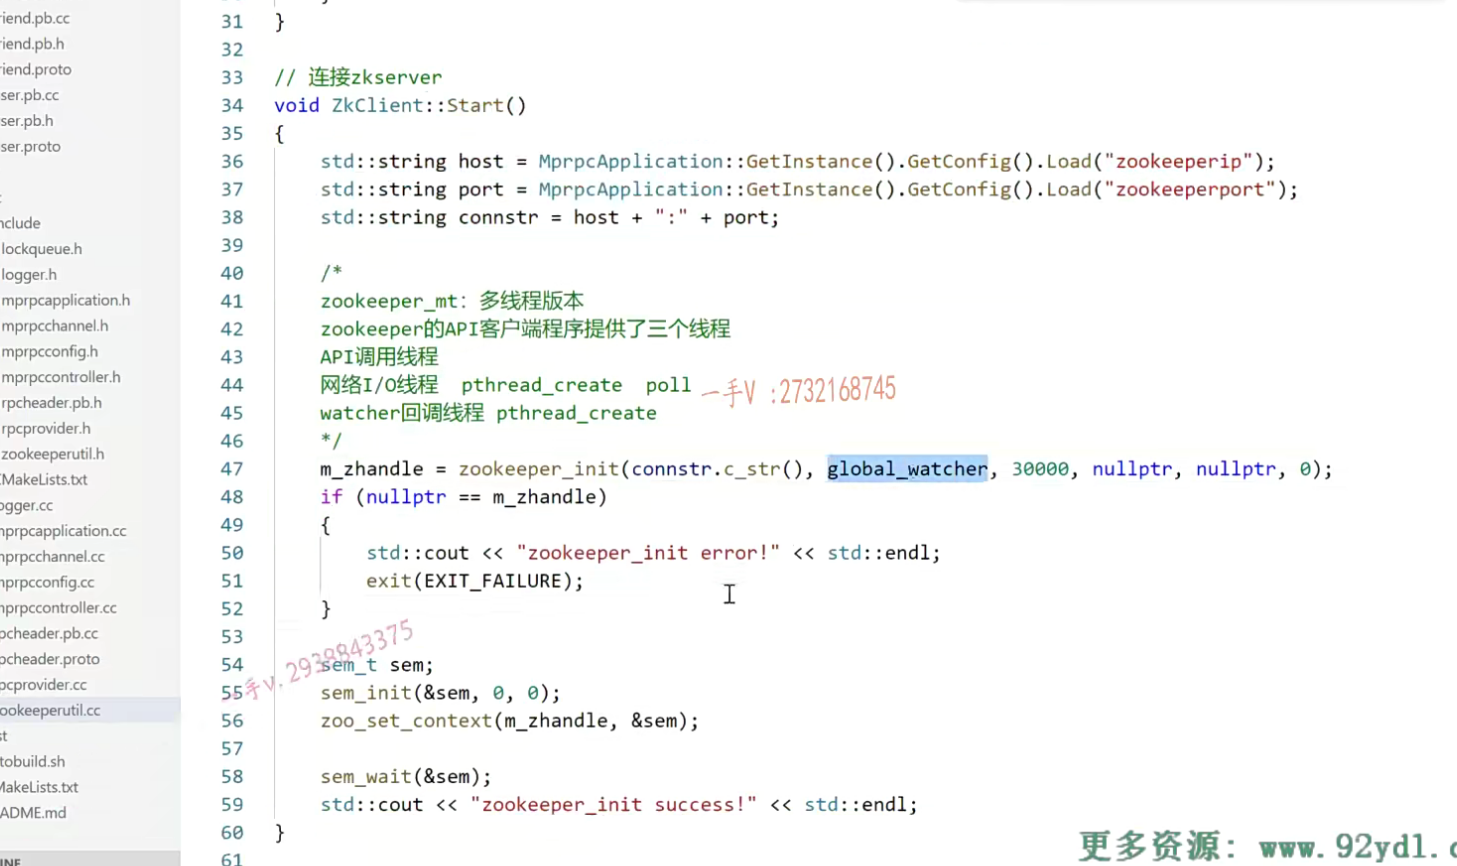 riend.pb.cc
riend.pb.h
riend.proto
ser.pb.cc
ser.pb.h
ser.proto
nclude
lockqueue.h
logger.h
mprpcapplication.h
mprpcchannel.h
mprpcconfig.h
mprpccontroller.h
rpcheader.pb.h
rpcprovider.h
zookeeperutil.h
MakeLists.txt
ogger.cc
nprpcapplication.cc
nprpcchannel.cc
nprpcconfig.cc
nprpccontroller.cc
pcheader.pb.cc
pcheader.proto
pcprovider.cc
ookeeperutil.cc
st
tobuild.sh
MakeLists.txt
ADME.md
INE
31 }
32
33 // 连接zkserver
34 void ZkClient::Start()
35 {
36 std::string host = MprpcApplication::GetInstance().GetConfig().Load("zookeeperip");
37 std::string port = MprpcApplication::GetInstance().GetConfig().Load("zookeeperport");
38 std::string connstr = host + ":" + port;
39
40 /*
41 zookeeper_mt: 多线程版本
42 zookeeper的API客户端程序提供了三个线程
43 API调用线程
44 网络I/O线程 pthread_create poll
45 watcher回调线程 pthread_create
46 */
47 m_zhandle = zookeeper_init(connstr.c_str(), global_watcher, 30000, nullptr, nullptr, 0);
48 if (nullptr == m_zhandle)
49 {
50 std::cout << "zookeeper_init error!" << std::endl;
51 exit(EXIT_FAILURE);
52 }
53
54 sem_t sem;
55 sem_init(&sem, 0, 0);
56 zoo_set_context(m_zhandle, &sem);
57
58 sem_wait(&sem);
59 std::cout << "zookeeper_init success!" << std::endl;
60 }
61
一手V :2732168745
一手V. 2938843375
更多资源: www.92ydl.c